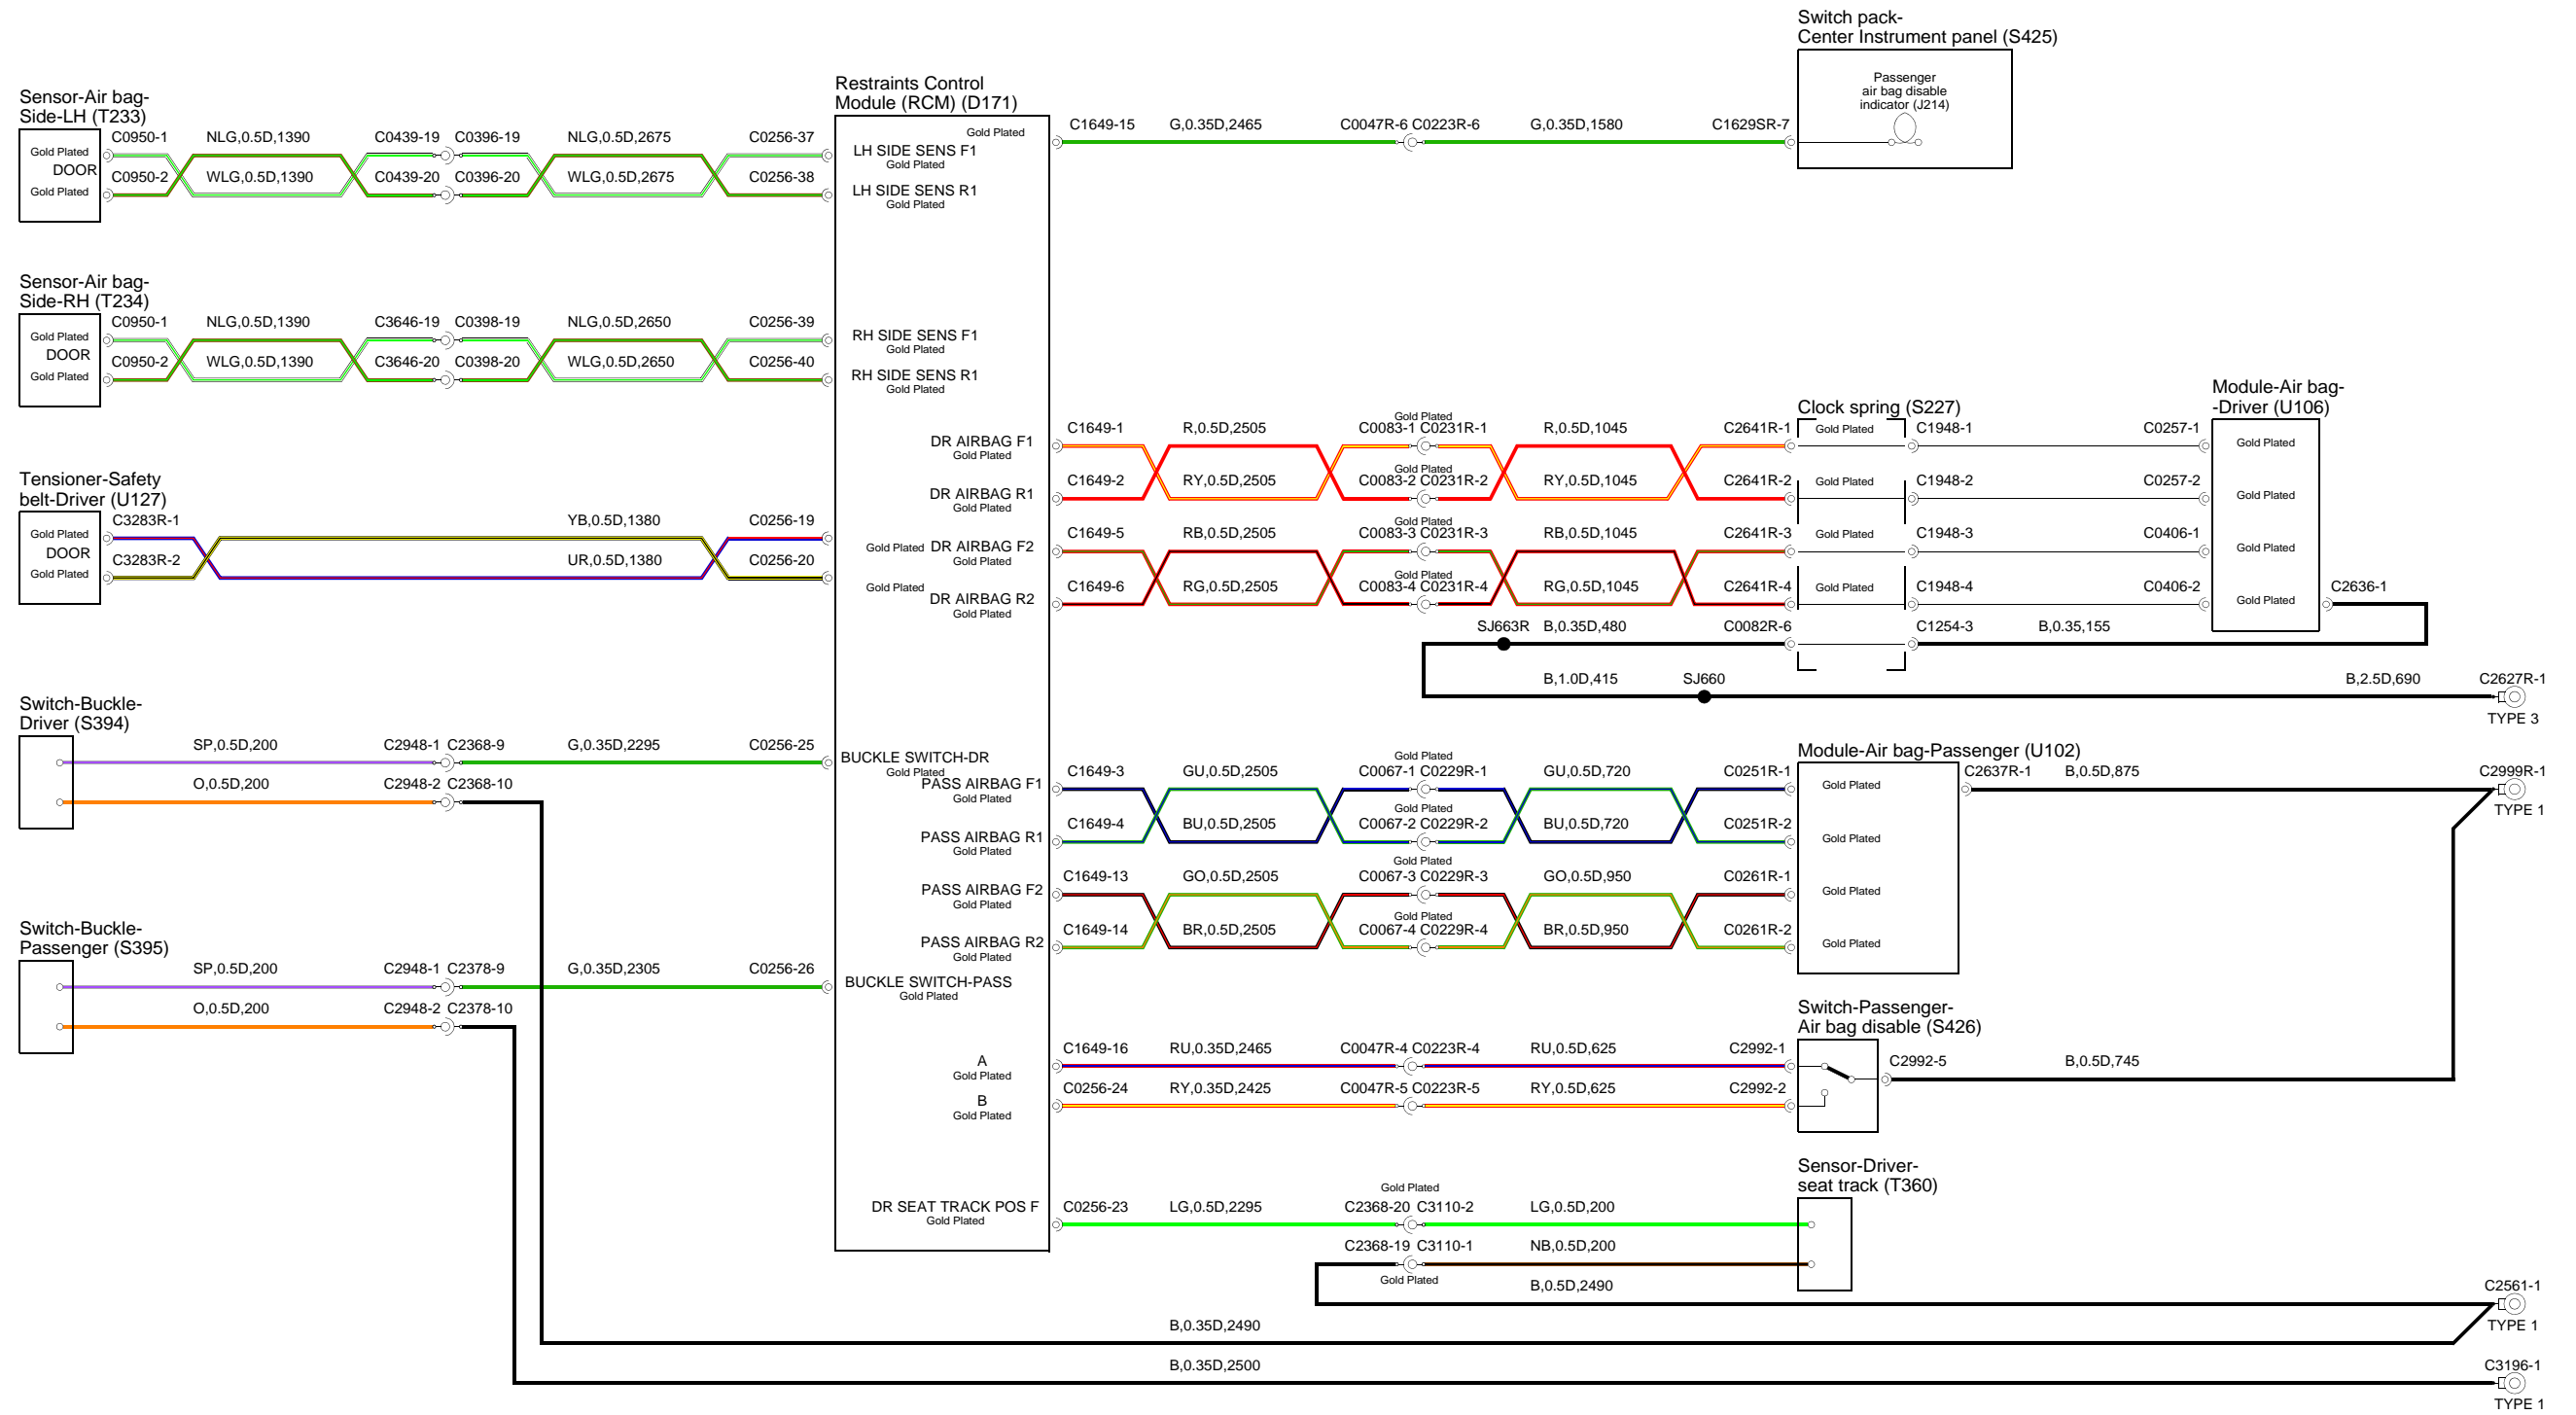 Switch pack-
Center Instrument panel (S425)
Passenger
air bag disable
indicator (J214)
Restraints Control
Module (RCM) (D171)
Gold Plated
C1649-15 G,0.35D,2465 C0047R-6 C0223R-6 G,0.35D,1580 C1629SR-7
Sensor-Air bag-
Side-LH (T233)
Gold Plated
DOOR
Gold Plated
C0950-1 NLG,0.5D,1390 C0439-19 C0396-19 NLG,0.5D,2675 C0256-37
C0950-2 WLG,0.5D,1390 C0439-20 C0396-20 WLG,0.5D,2675 C0256-38
LH SIDE SENS F1
Gold Plated
LH SIDE SENS R1
Gold Plated
Sensor-Air bag-
Side-RH (T234)
Gold Plated
DOOR
Gold Plated
C0950-1 NLG,0.5D,1390 C3646-19 C0398-19 NLG,0.5D,2650 C0256-39
C0950-2 WLG,0.5D,1390 C3646-20 C0398-20 WLG,0.5D,2650 C0256-40
RH SIDE SENS F1
Gold Plated
RH SIDE SENS R1
Gold Plated
Clock spring (S227)
Module-Air bag-
-Driver (U106)
DR AIRBAG F1
Gold Plated
Gold Plated
C1649-1 R,0.5D,2505 C0083-1 C0231R-1 R,0.5D,1045 C2641R-1 Gold Plated C1948-1 C0257-1 Gold Plated
DR AIRBAG R1
Gold Plated
Gold Plated
C1649-2 RY,0.5D,2505 C0083-2 C0231R-2 RY,0.5D,1045 C2641R-2 Gold Plated C1948-2 C0257-2 Gold Plated
Tensioner-Safety
belt-Driver (U127)
Gold Plated
DOOR
Gold Plated
C3283R-1 YB,0.5D,1380 C0256-19
C3283R-2 UR,0.5D,1380 C0256-20
Gold Plated DR AIRBAG F2
Gold Plated
Gold Plated
C1649-5 RB,0.5D,2505 C0083-3 C0231R-3 RB,0.5D,1045 C2641R-3 Gold Plated C1948-3 C0406-1 Gold Plated
Gold Plated DR AIRBAG R2
Gold Plated
Gold Plated
C1649-6 RG,0.5D,2505 C0083-4 C0231R-4 RG,0.5D,1045 C2641R-4 Gold Plated C1948-4 C0406-2 Gold Plated C2636-1
SJ663R B,0.35D,480 C0082R-6 C1254-3 B,0.35,155
B,1.0D,415 SJ660 B,2.5D,690 C2627R-1
TYPE 3
Switch-Buckle-
Driver (S394)
SP,0.5D,200 C2948-1 C2368-9 G,0.35D,2295 C0256-25
O,0.5D,200 C2948-2 C2368-10
BUCKLE SWITCH-DR
Gold Plated
Module-Air bag-Passenger (U102)
PASS AIRBAG F1
Gold Plated
Gold Plated
C1649-3 GU,0.5D,2505 C0067-1 C0229R-1 GU,0.5D,720 C0251R-1 Gold Plated C2637R-1 B,0.5D,875 C2999R-1
TYPE 1
PASS AIRBAG R1
Gold Plated
Gold Plated
C1649-4 BU,0.5D,2505 C0067-2 C0229R-2 BU,0.5D,720 C0251R-2 Gold Plated
PASS AIRBAG F2
Gold Plated
Gold Plated
C1649-13 GO,0.5D,2505 C0067-3 C0229R-3 GO,0.5D,950 C0261R-1 Gold Plated
PASS AIRBAG R2
Gold Plated
Gold Plated
C1649-14 BR,0.5D,2505 C0067-4 C0229R-4 BR,0.5D,950 C0261R-2 Gold Plated
Switch-Buckle-
Passenger (S395)
SP,0.5D,200 C2948-1 C2378-9 G,0.35D,2305 C0256-26
O,0.5D,200 C2948-2 C2378-10
BUCKLE SWITCH-PASS
Gold Plated
Switch-Passenger-
Air bag disable (S426)
A
Gold Plated
C1649-16 RU,0.35D,2465 C0047R-4 C0223R-4 RU,0.5D,625 C2992-1 C2992-5 B,0.5D,745
B
Gold Plated
C0256-24 RY,0.35D,2425 C0047R-5 C0223R-5 RY,0.5D,625 C2992-2
Sensor-Driver-
seat track (T360)
DR SEAT TRACK POS F
Gold Plated
Gold Plated
C0256-23 LG,0.5D,2295 C2368-20 C3110-2 LG,0.5D,200
C2368-19 C3110-1 NB,0.5D,200
Gold Plated
B,0.5D,2490 C2561-1
TYPE 1
B,0.35D,2490
B,0.35D,2500 C3196-1
TYPE 1